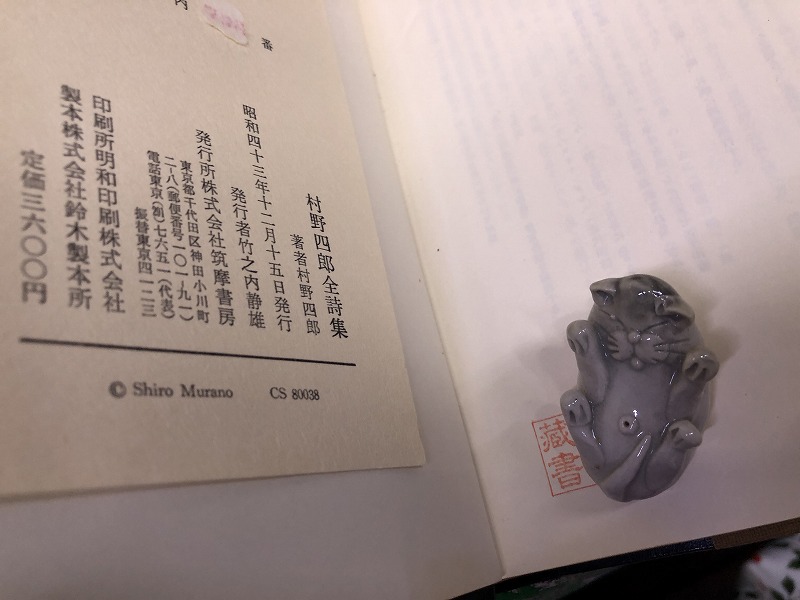 村野四郎全詩集
著者村野四郎
昭和四十三年十二月十五日発行
発行者竹之内静雄
発行所株式会社筑摩書房
東京都千代田区神田小川町
二–八(郵便番号一〇一–九一)
電話東京(291)七六五一(代表)
振替東京四一二三
印刷所明和印刷株式会社
製本株式会社鈴木製本所
定価三六〇〇円
© Shiro Murano CS 80038
内
番
蔵書